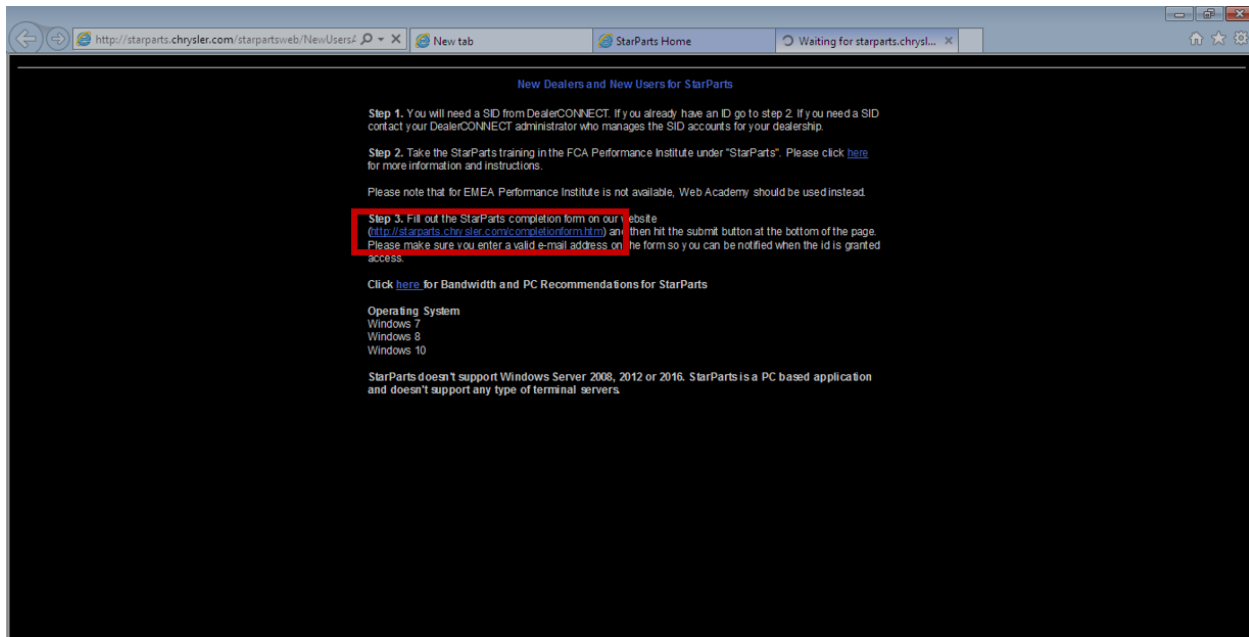 http://starparts.chrysler.com/starpartsweb/NewUsers
New tab
StarParts Home
Waiting for starparts.chrysl...
New Dealers and New Users for StarParts
Step 1. You will need a SID from DealerCONNECT. If you already have an ID go to step 2. If you need a SID
contact your DealerCONNECT administrator who manages the SID accounts for your dealership.
Step 2. Take the StarParts training in the FCA Performance Institute under "StarParts". Please click here
for more information and instructions.
Please note that for EMEA Performance Institute is not available, Web Academy should be used instead.
Step 3. Fill out the StarParts completion form on our website
(http://starparts.chrysler.com/completionform.htm) and then hit the submit button at the bottom of the page.
Please make sure you enter a valid e-mail address on the form so you can be notified when the id is granted
access.
Click here for Bandwidth and PC Recommendations for StarParts
Operating System
Windows 7
Windows 8
Windows 10
StarParts doesn't support Windows Server 2008, 2012 or 2016. StarParts is a PC based application
and doesn't support any type of terminal servers.